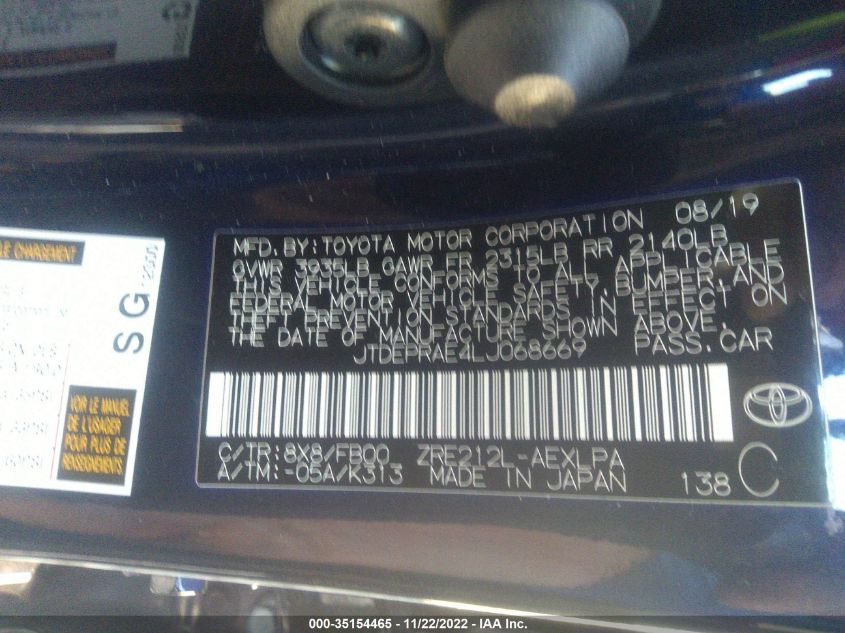 MFD. BY: TOYOTA MOTOR CORPORATION 08/19
GVWR 3935LB GAWR FR 2315LB RR 2140LB
THIS VEHICLE CONFORMS TO ALL APPLICABLE
FEDERAL MOTOR VEHICLE SAFETY, BUMPER, AND
THEFT PREVENTION STANDARDS IN EFFECT ON
THE DATE OF MANUFACTURE SHOWN ABOVE.
JTDEPRAE4LJ068669 PASS. CAR
C/TR: 8X8/FB00 ZRE212L-AEXLPA
A/TM: -05A/K313 MADE IN JAPAN 138 C
LE CHARGEMENT
SG
VOIR LE MANUEL
DE L'USAGER
POUR PLUS DE
RENSEIGNEMENTS
000-35154465 - 11/22/2022 - IAA Inc.